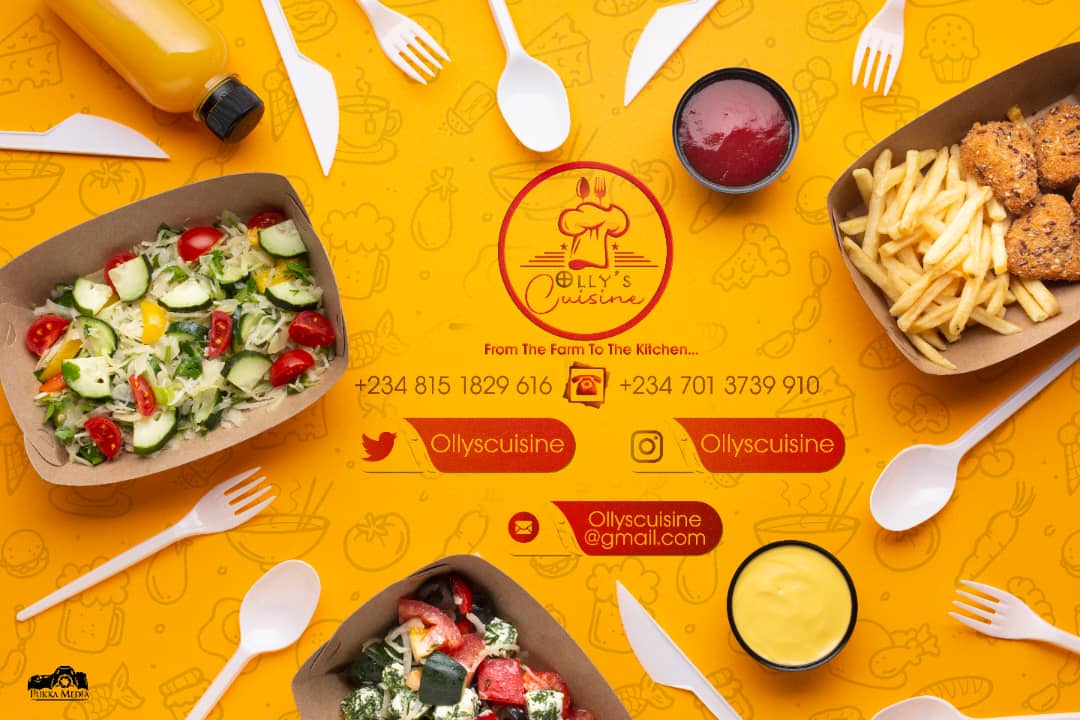 OLLY'S
Cuisine
From The Farm To The Kitchen...
+234 815 1829 616 +234 701 3739 910
Ollyscuisine Ollyscuisine
Ollyscuisine
@gmail.com
PUKKA MEDIA